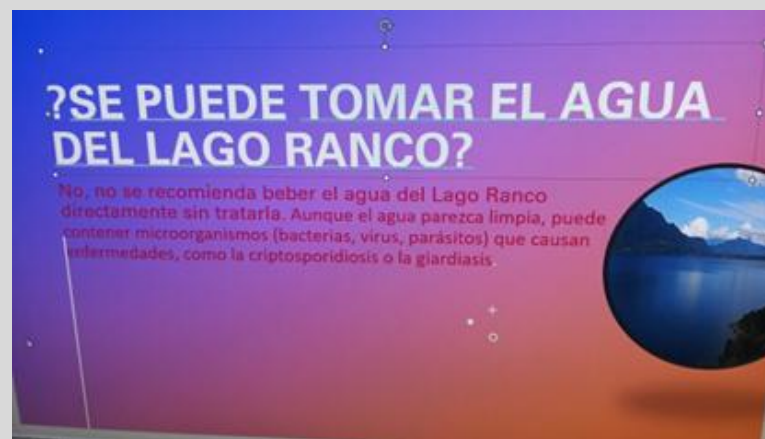 ?SE PUEDE TOMAR EL AGUA
DEL LAGO RANCO?
No, no se recomienda beber el agua del Lago Ranco
directamente sin tratarla. Aunque el agua parezca limpia, puede
contener microorganismos (bacterias, virus, parásitos) que causan
enfermedades, como la criptosporidiosis o la giardiasis.